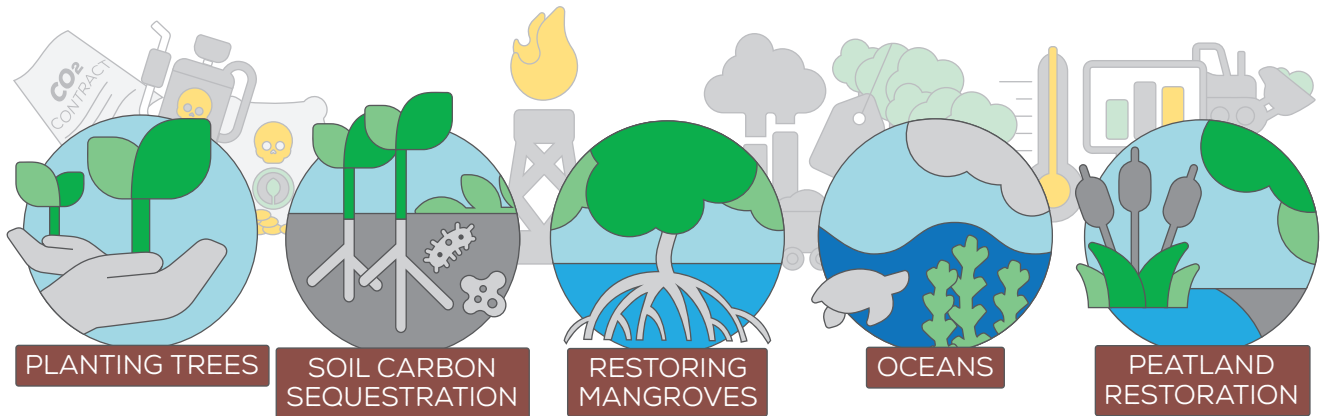 CO2
CONTRACT
PLANTING TREES
SOIL CARBON
SEQUESTRATION
RESTORING
MANGROVES
OCEANS
PEATLAND
RESTORATION